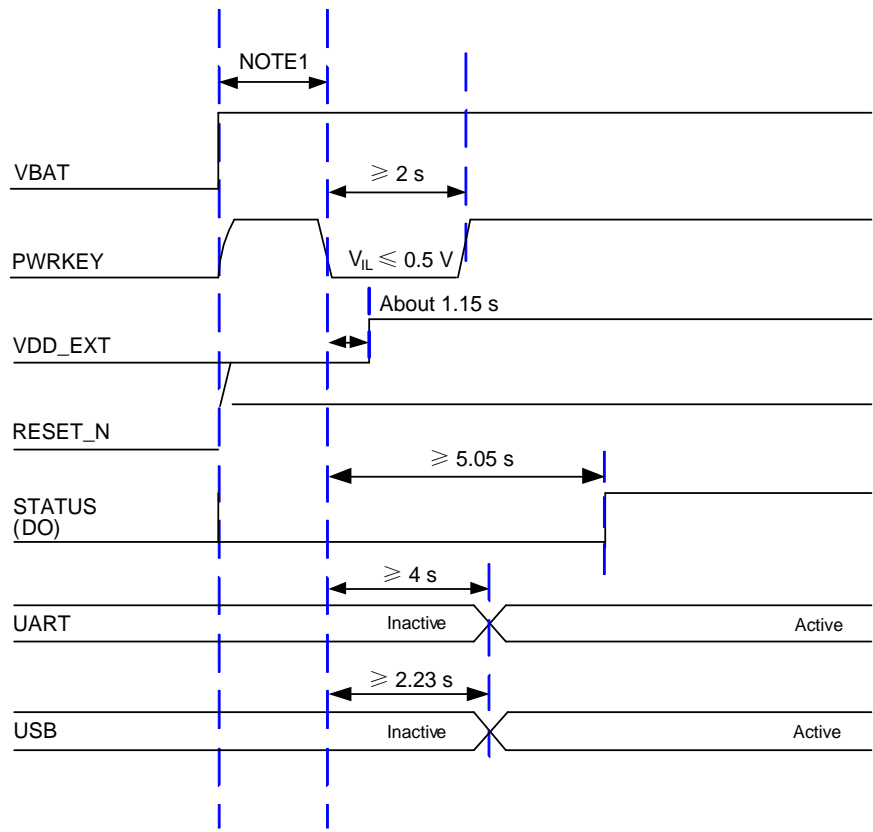 NOTE1
VBAT
⩾ 2 s
PWRKEY
VIL ⩽ 0.5 V
About 1.15 s
VDD_EXT
RESET_N
⩾ 5.05 s
STATUS
(DO)
⩾ 4 s
UART
Inactive
Active
⩾ 2.23 s
USB
Inactive
Active